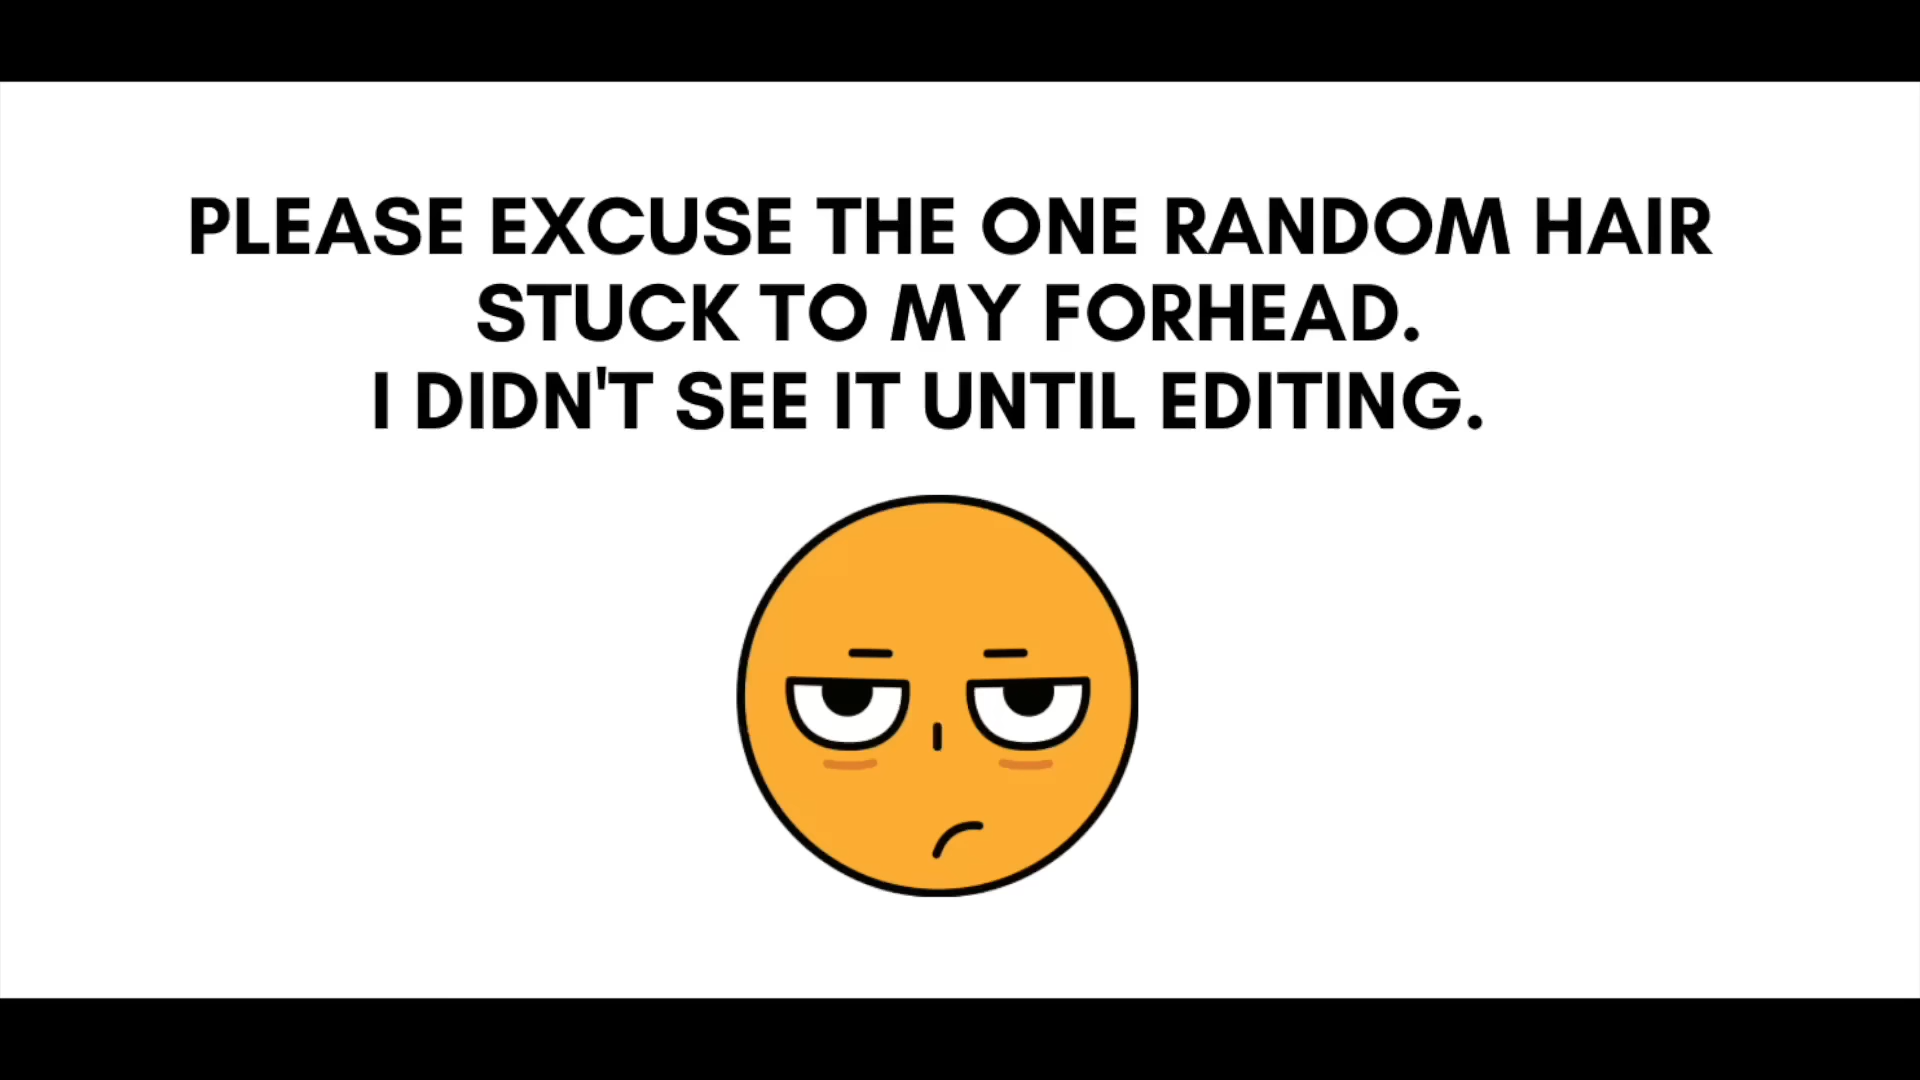 PLEASE EXCUSE THE ONE RANDOM HAIR
STUCK TO MY FORHEAD.
I DIDN'T SEE IT UNTIL EDITING.